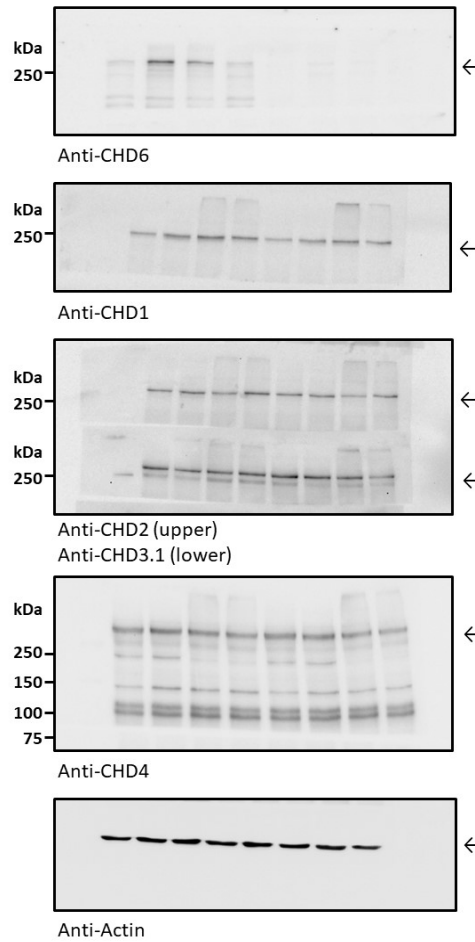 kDa
250
←
Anti-CHD6
kDa
250
←
Anti-CHD1
kDa
250
←
kDa
250
←
Anti-CHD2 (upper)
Anti-CHD3.1 (lower)
kDa
←
250
150
100
75
Anti-CHD4
←
Anti-Actin